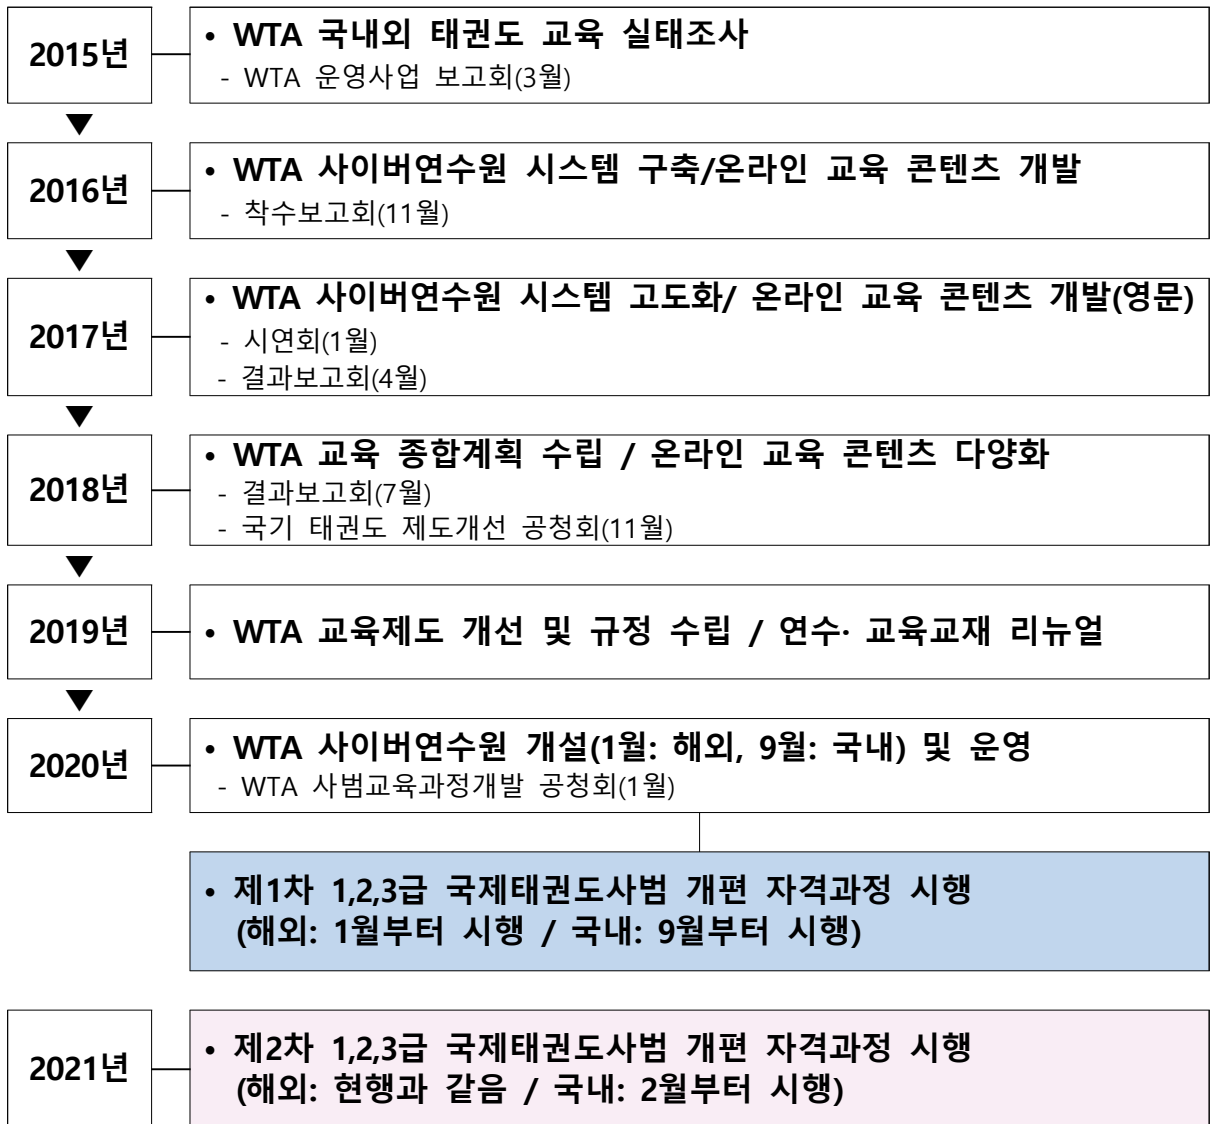 2015년
• WTA 국내외 태권도 교육 실태조사
- WTA 운영사업 보고회(3월)
2016년
• WTA 사이버연수원 시스템 구축/온라인 교육 콘텐츠 개발
- 착수보고회(11월)
2017년
• WTA 사이버연수원 시스템 고도화/ 온라인 교육 콘텐츠 개발(영문)
- 시연회(1월)
- 결과보고회(4월)
2018년
• WTA 교육 종합계획 수립 / 온라인 교육 콘텐츠 다양화
- 결과보고회(7월)
- 국기 태권도 제도개선 공청회(11월)
2019년
• WTA 교육제도 개선 및 규정 수립 / 연수· 교육교재 리뉴얼
2020년
• WTA 사이버연수원 개설(1월: 해외, 9월: 국내) 및 운영
- WTA 사범교육과정개발 공청회(1월)
• 제1차 1,2,3급 국제태권도사범 개편 자격과정 시행
(해외: 1월부터 시행 / 국내: 9월부터 시행)
2021년
• 제2차 1,2,3급 국제태권도사범 개편 자격과정 시행
(해외: 현행과 같음 / 국내: 2월부터 시행)